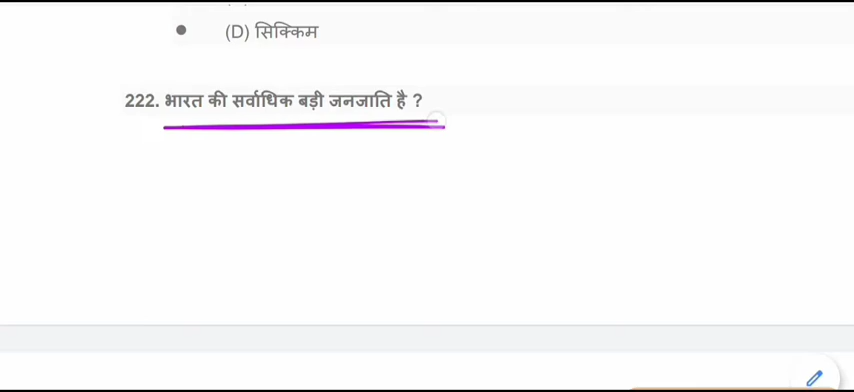 (D) सिक्किम
222. भारत की सर्वाधिक बड़ी जनजाति है ?